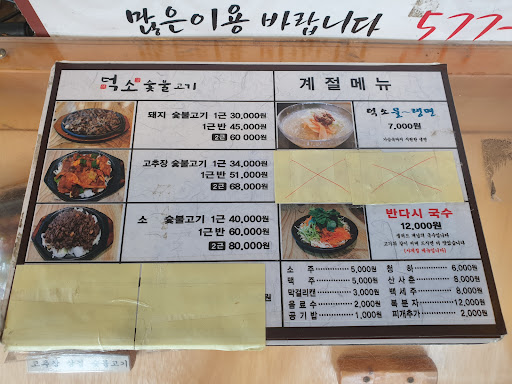 많은이용 바랍니다 577-
덕소 숯불고기
돼지 숯불고기 1근 30,000원
1근반 45,000원
2근 60,000원
고추장 숯불고기 1근 34,000원
1근반 51,000원
2근 68,000원
소 숯불고기 1근 40,000원
1근반 60,000원
2근 80,000원
계절메뉴
덕소물~냉면
7,000원
반다시 국수
12,000원
소 주 5,000원
맥 주 5,000원
막걸리캔 3,000원
음료수 2,000원
공기밥 1,000원
청 하 6,000원
산사춘 8,000원
백세주 8,000원
복분자 12,000원
피개추가 2,000원
고추장 숯불고기